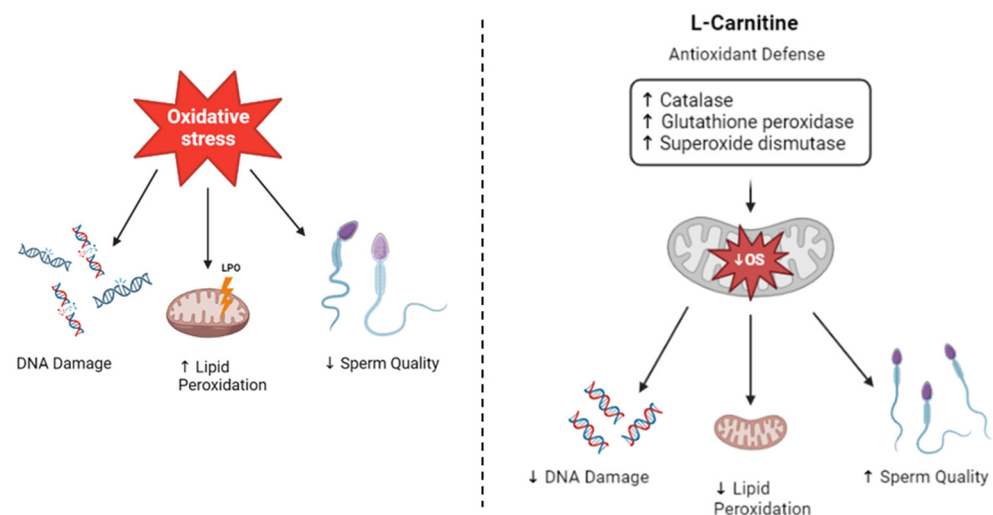 Oxidative
stress
LPO
DNA Damage
↑ Lipid
Peroxidation
↓ Sperm Quality
L-Carnitine
Antioxidant Defense
↑ Catalase
↑ Glutathione peroxidase
↑ Superoxide dismutase
↓OS
↓ DNA Damage
↓ Lipid
Peroxidation
↑ Sperm Quality